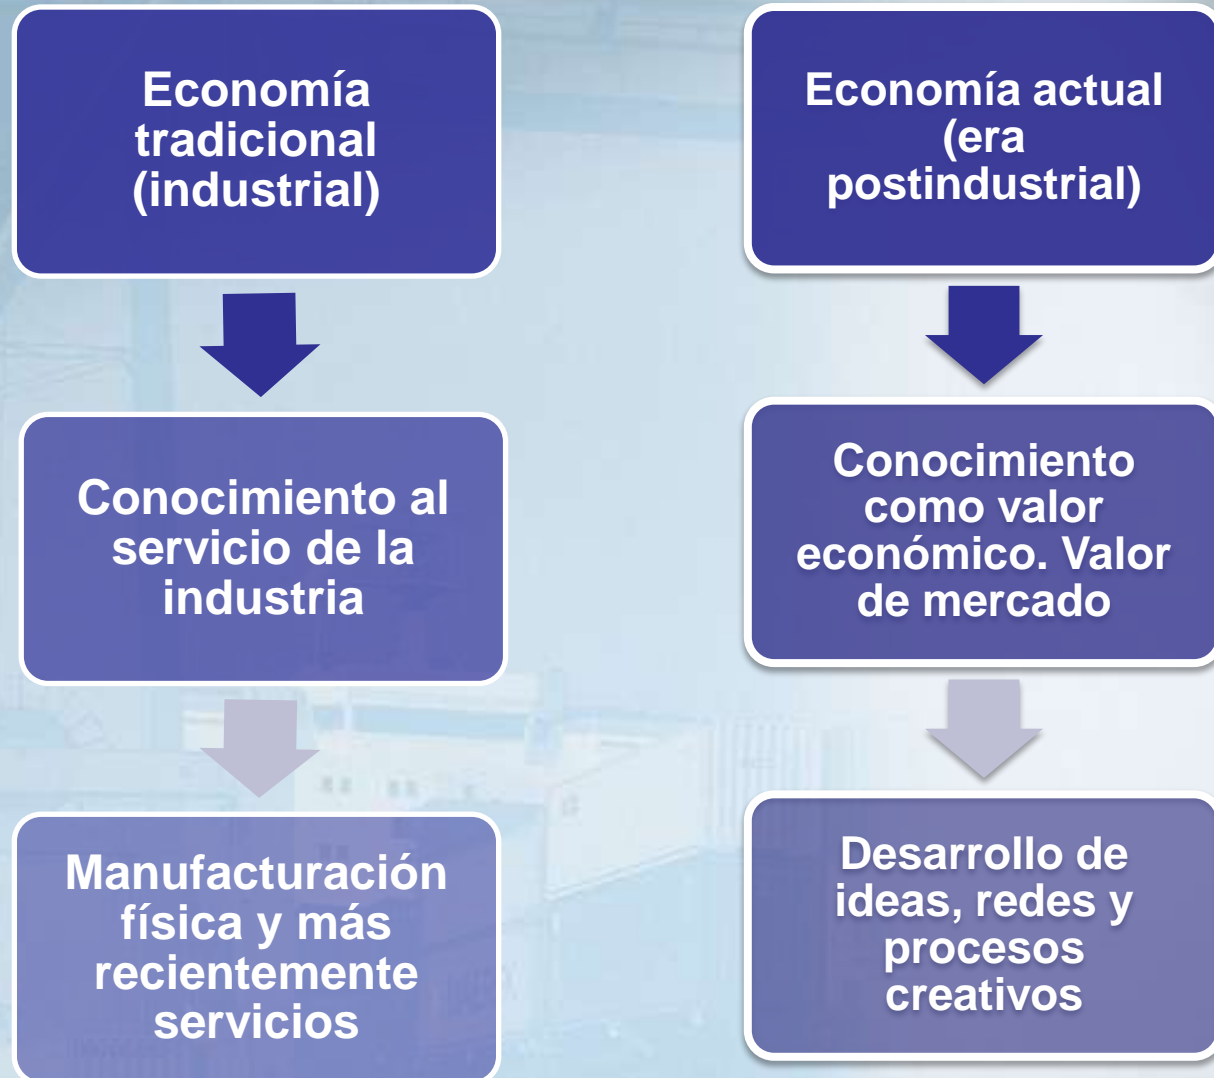 Economía
tradicional
(industrial)
Conocimiento al
servicio de la
industria
Manufacturación
física y más
recientemente
servicios
Economía actual
(era
postindustrial)
Conocimiento
como valor
económico. Valor
de mercado
Desarrollo de
ideas, redes y
procesos
creativos